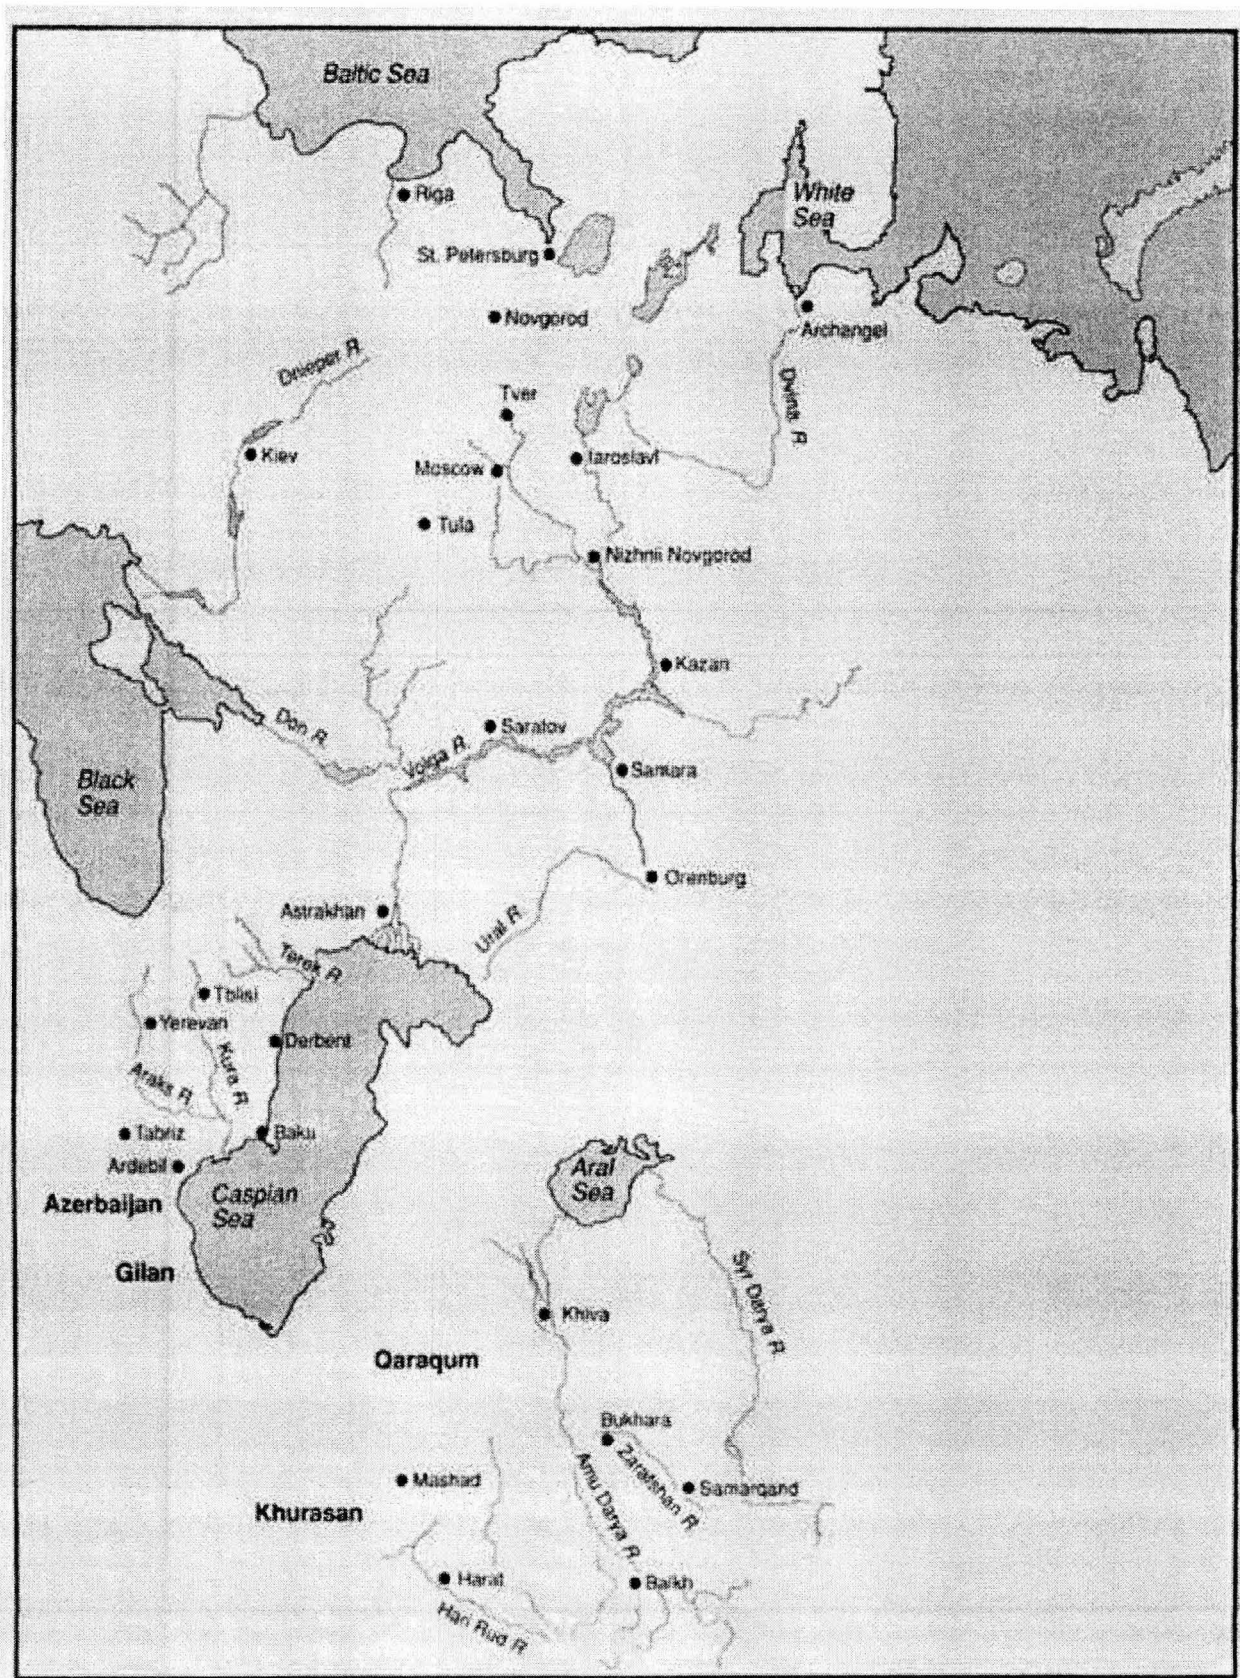 Baltic Sea
Riga
White
Sea
St. Petersburg
Archangel
Novgorod
Dnieper R.
Dvina R.
Tver
Kiev
Moscow
Iaroslavl
Tula
Nizhnii Novgorod
Kazan
Don R.
Saratov
Volga R.
Samara
Black
Sea
Orenburg
Astrakhan
Ural R.
Terek R.
Tblisi
Yerevan
Derbent
Kura R.
Araks R.
Tabriz
Baku
Ardebil
Azerbaijan
Caspian
Sea
Aral
Sea
Gilan
Syr Darya R.
Khiva
Qaraqum
Bukhara
Zarafshan R.
Amu Darya R.
Samarqand
Mashad
Khurasan
Harat
Balkh
Hari Rud R.